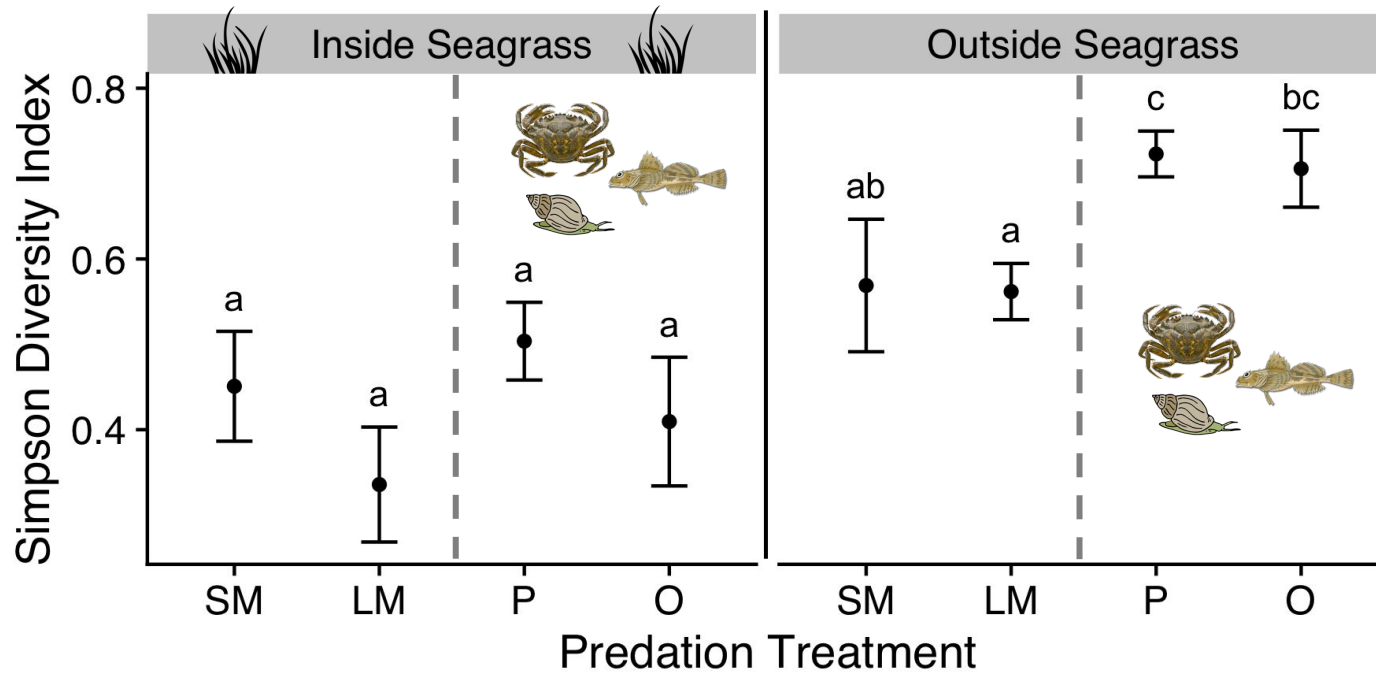 Inside Seagrass
Outside Seagrass
Simpson Diversity Index
0.8
0.6
0.4
a
a
a
a
ab
a
c
bc
SM LM P O
SM LM P O
Predation Treatment